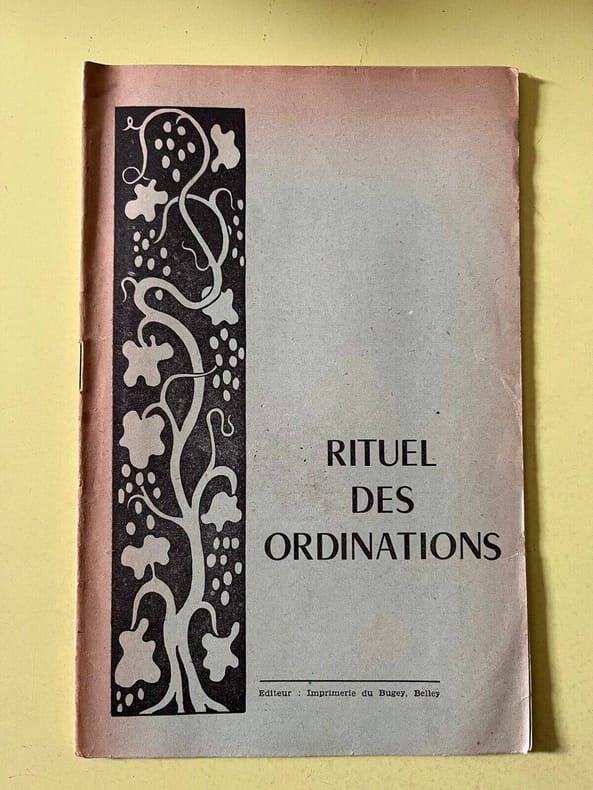 RITUEL
DES
ORDINATIONS
Editeur : Imprimerie du Bugey, Belley